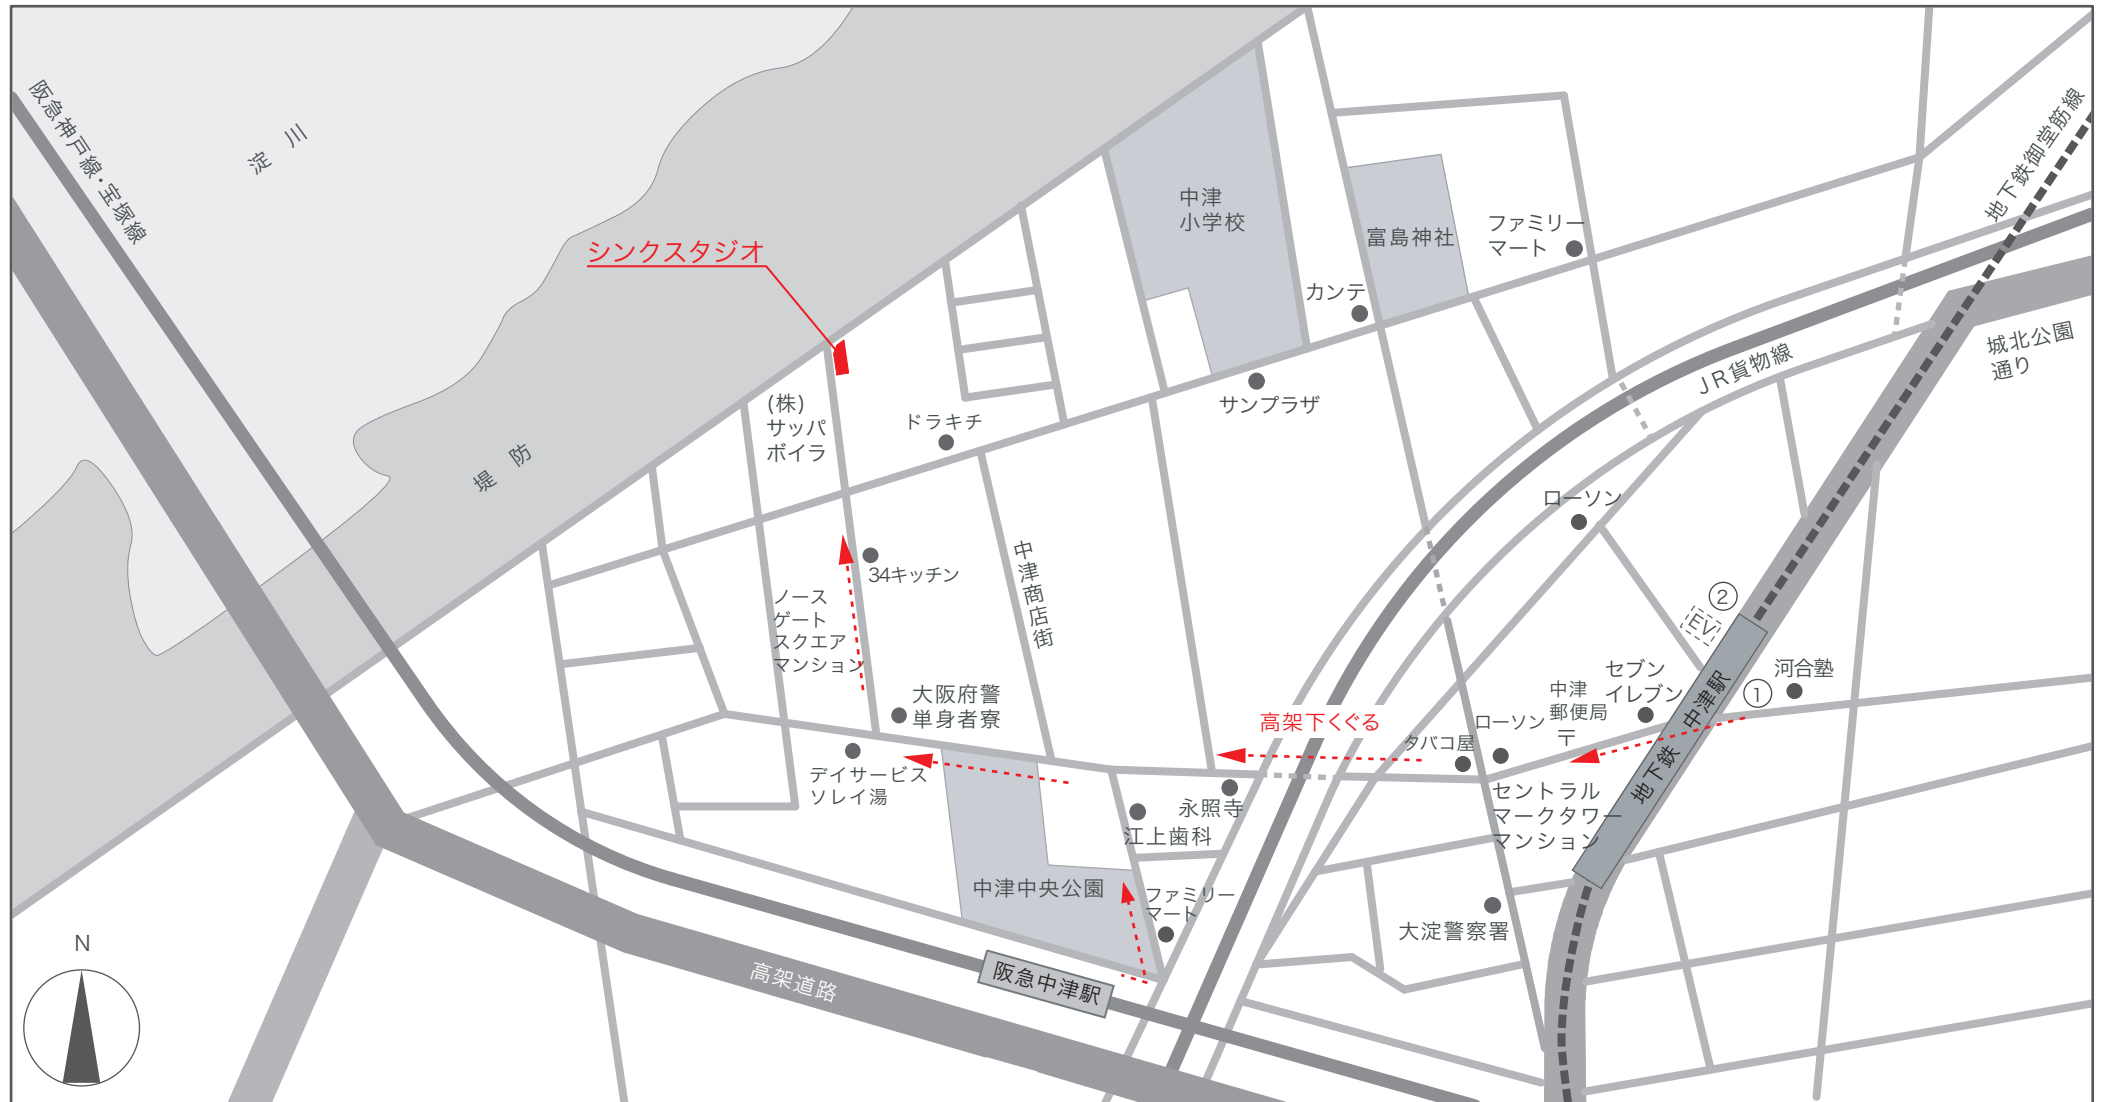 阪急神戸線・宝塚線
淀川
堤防
シンクスタジオ
中津
小学校
富島神社
ファミリー
マート
カンテ
サンプラザ
地下鉄御堂筋線
城北公園
通り
JR貨物線
(株)
サッパ
ボイラ
ドラキチ
ローソン
34キッチン
中津商店街
ノース
ゲート
スクエア
マンション
大阪府警
単身者寮
デイサービス
ソレイ湯
高架下くぐる
タバコ屋
ローソン
中津
郵便局
〒
セブン
イレブン
②
EV
①
河合塾
地下鉄 中津駅
セントラル
マークタワー
マンション
永照寺
江上歯科
中津中央公園
ファミリー
マート
大淀警察署
阪急中津駅
高架道路
N